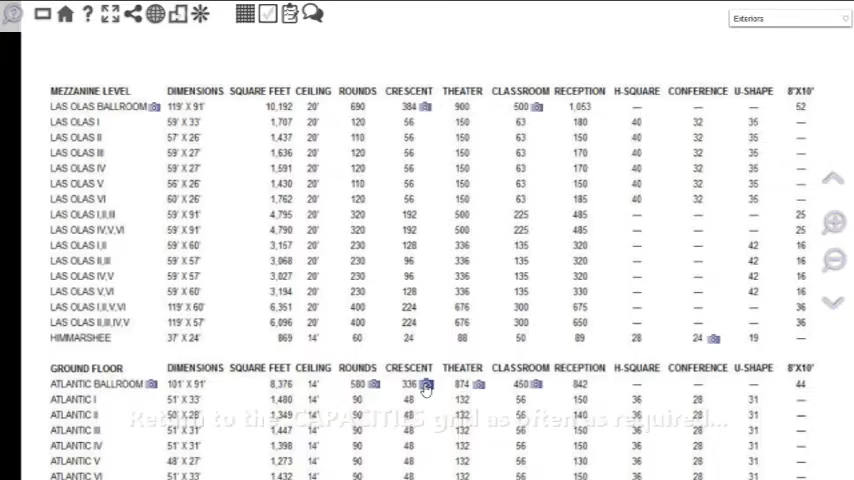 Exteriors
MEZZANINE LEVEL DIMENSIONS SQUARE FEET CEILING ROUNDS CRESCENT THEATER CLASSROOM RECEPTION H-SQUARE CONFERENCE U-SHAPE 8'X10'
LAS OLAS BALLROOM 119' X 91' 10,192 20' 690 384 900 500 1,053 — — — 52
LAS OLAS I 59' X 33' 1,707 20' 120 56 150 63 180 40 32 35 —
LAS OLAS II 57' X 26' 1,437 20' 110 56 150 63 150 40 32 35 —
LAS OLAS III 59' X 27' 1,636 20' 120 56 150 63 170 40 32 35 —
LAS OLAS IV 59' X 27' 1,591 20' 120 56 150 63 170 40 32 35 —
LAS OLAS V 56' X 26' 1,430 20' 110 56 150 63 150 40 32 35 —
LAS OLAS VI 60' X 26' 1,762 20' 120 56 150 63 185 40 32 35 —
LAS OLAS I,II,III 59' X 91' 4,795 20' 320 192 500 225 485 — — — 25
LAS OLAS IV,V,VI 59' X 91' 4,790 20' 320 192 500 225 485 — — — 25
LAS OLAS I,II 59' X 60' 3,157 20' 230 128 336 135 320 — — 42 16
LAS OLAS II,III 59' X 57' 3,068 20' 230 96 336 135 320 — — 42 16
LAS OLAS IV,V 59' X 57' 3,027 20' 230 96 336 135 320 — — 42 16
LAS OLAS V,VI 59' X 60' 3,194 20' 230 128 336 135 330 — — 42 16
LAS OLAS I,II,V,VI 119' X 60' 6,351 20' 400 224 676 300 675 — — — 36
LAS OLAS II,III,IV,V 119' X 57' 6,096 20' 400 224 676 300 650 — — — 36
HIMMARSHEE 37' X 24' 869 14' 60 24 88 50 89 28 24 19 —
GROUND FLOOR DIMENSIONS SQUARE FEET CEILING ROUNDS CRESCENT THEATER CLASSROOM RECEPTION H-SQUARE CONFERENCE U-SHAPE 8'X10'
ATLANTIC BALLROOM 101' X 91' 8,376 14' 580 336 874 450 842 — — — 44
ATLANTIC I 51' X 33' 1,480 14' 90 48 132 56 150 36 28 31 —
Return to the CAPACITIES grid as often as required...
ATLANTIC II 50' X 28' 1,349 14' 90 48 132 56 140 36 28 31 —
ATLANTIC III 51' X 31' 1,447 14' 90 48 132 56 150 36 28 31 —
ATLANTIC IV 51' X 31' 1,398 14' 90 48 132 56 150 36 28 31 —
ATLANTIC V 48' X 27' 1,273 14' 90 48 132 56 130 36 28 31 —
ATLANTIC VI 51' X 33' 1,432 14' 90 48 132 56 150 36 28 31 —